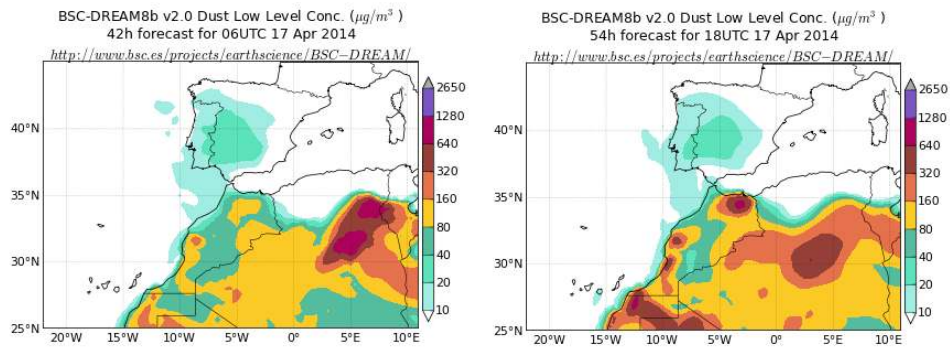 BSC-DREAM8b v2.0 Dust Low Level Conc. (μg/m³ )
42h forecast for 06UTC 17 Apr 2014
http://www.bsc.es/projects/earthscience/BSC-DREAM/
2650
1280
640
320
160
80
40
20
10
40°N
35°N
30°N
25°N
20°W
15°W
10°W
5°W
0°E
5°E
10°E
BSC-DREAM8b v2.0 Dust Low Level Conc. (μg/m³ )
54h forecast for 18UTC 17 Apr 2014
http://www.bsc.es/projects/earthscience/BSC-DREAM/
2650
1280
640
320
160
80
40
20
10
40°N
35°N
30°N
25°N
20°W
15°W
10°W
5°W
0°E
5°E
10°E